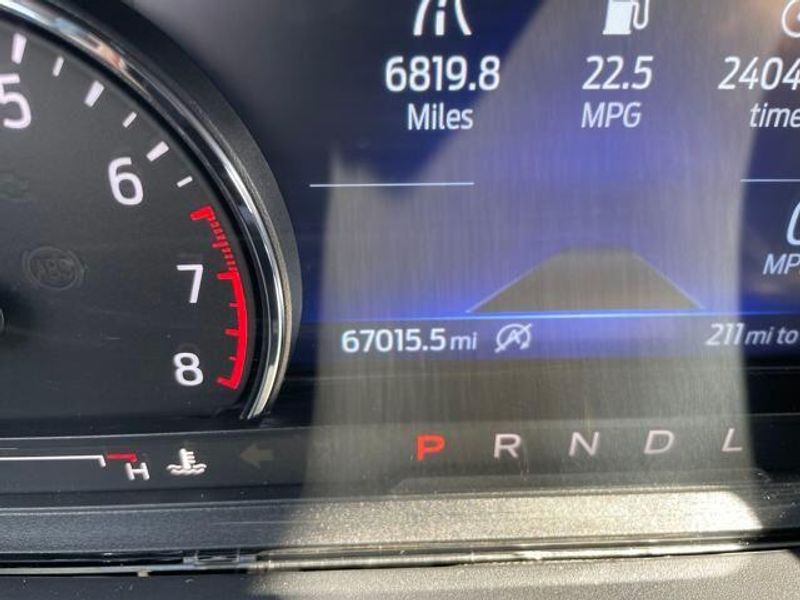 5
6
7
8
ABS
H
6819.8
Miles
22.5
MPG
2404
time
MP
67015.5 mi
211 mi to
P R N D L